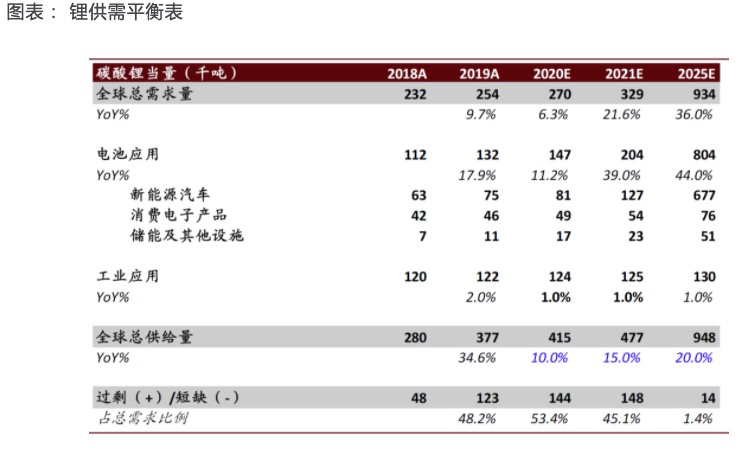 图表： 锂供需平衡表
碳酸锂当量（千吨） 2018A 2019A 2020E 2021E 2025E
全球总需求量 232 254 270 329 934
YoY% 9.7% 6.3% 21.6% 36.0%
电池应用 112 132 147 204 804
YoY% 17.9% 11.2% 39.0% 44.0%
新能源汽车 63 75 81 127 677
消费电子产品 42 46 49 54 76
储能及其他设施 7 11 17 23 51
工业应用 120 122 124 125 130
YoY% 2.0% 1.0% 1.0% 1.0%
全球总供给量 280 377 415 477 948
YoY% 34.6% 10.0% 15.0% 20.0%
过剩（+）/短缺（-） 48 123 144 148 14
占总需求比例 48.2% 53.4% 45.1% 1.4%